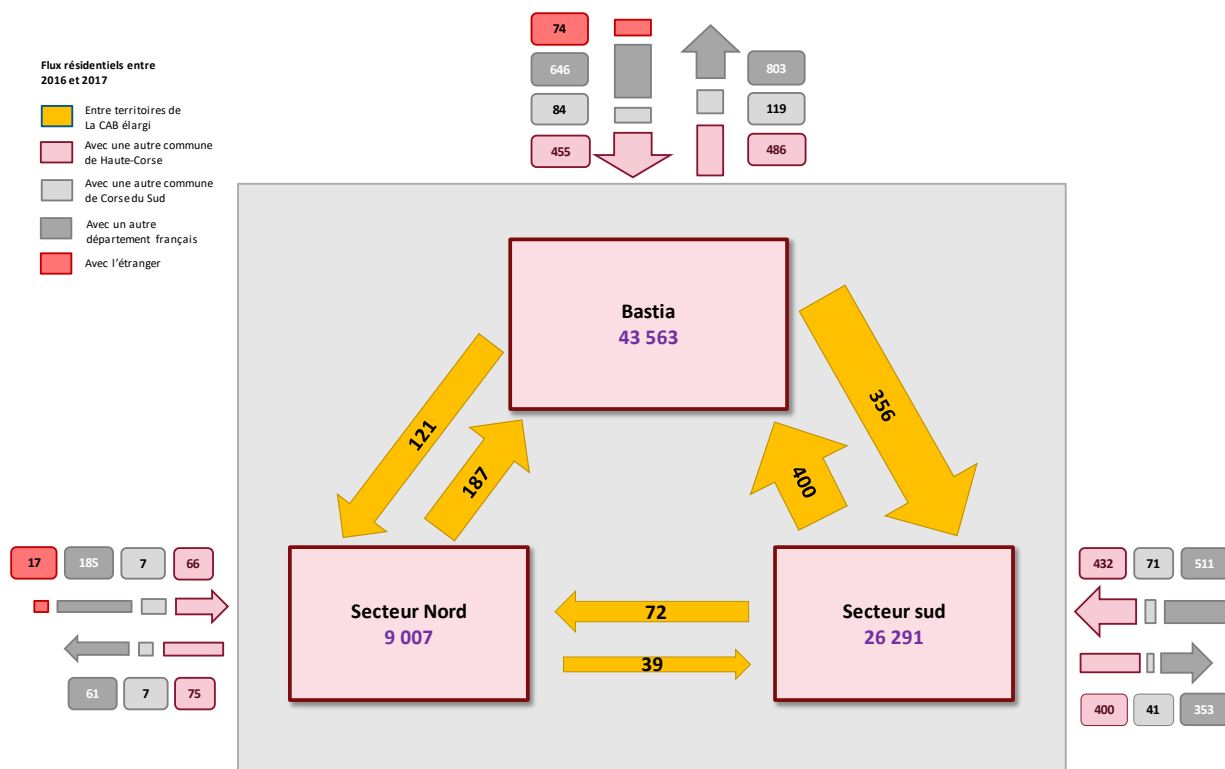 Flux résidentiels entre
2016 et 2017
Entre territoires de
La CAB élargi
Avec une autre commune
de Haute-Corse
Avec une autre commune
de Corse du Sud
Avec un autre
département français
Avec l'étranger
74
646
84
455
803
119
486
Bastia
43 563
121
187
356
400
Secteur Nord
9 007
72
39
Secteur sud
26 291
17 185 7 66
61 7 75
432 71 511
400 41 353